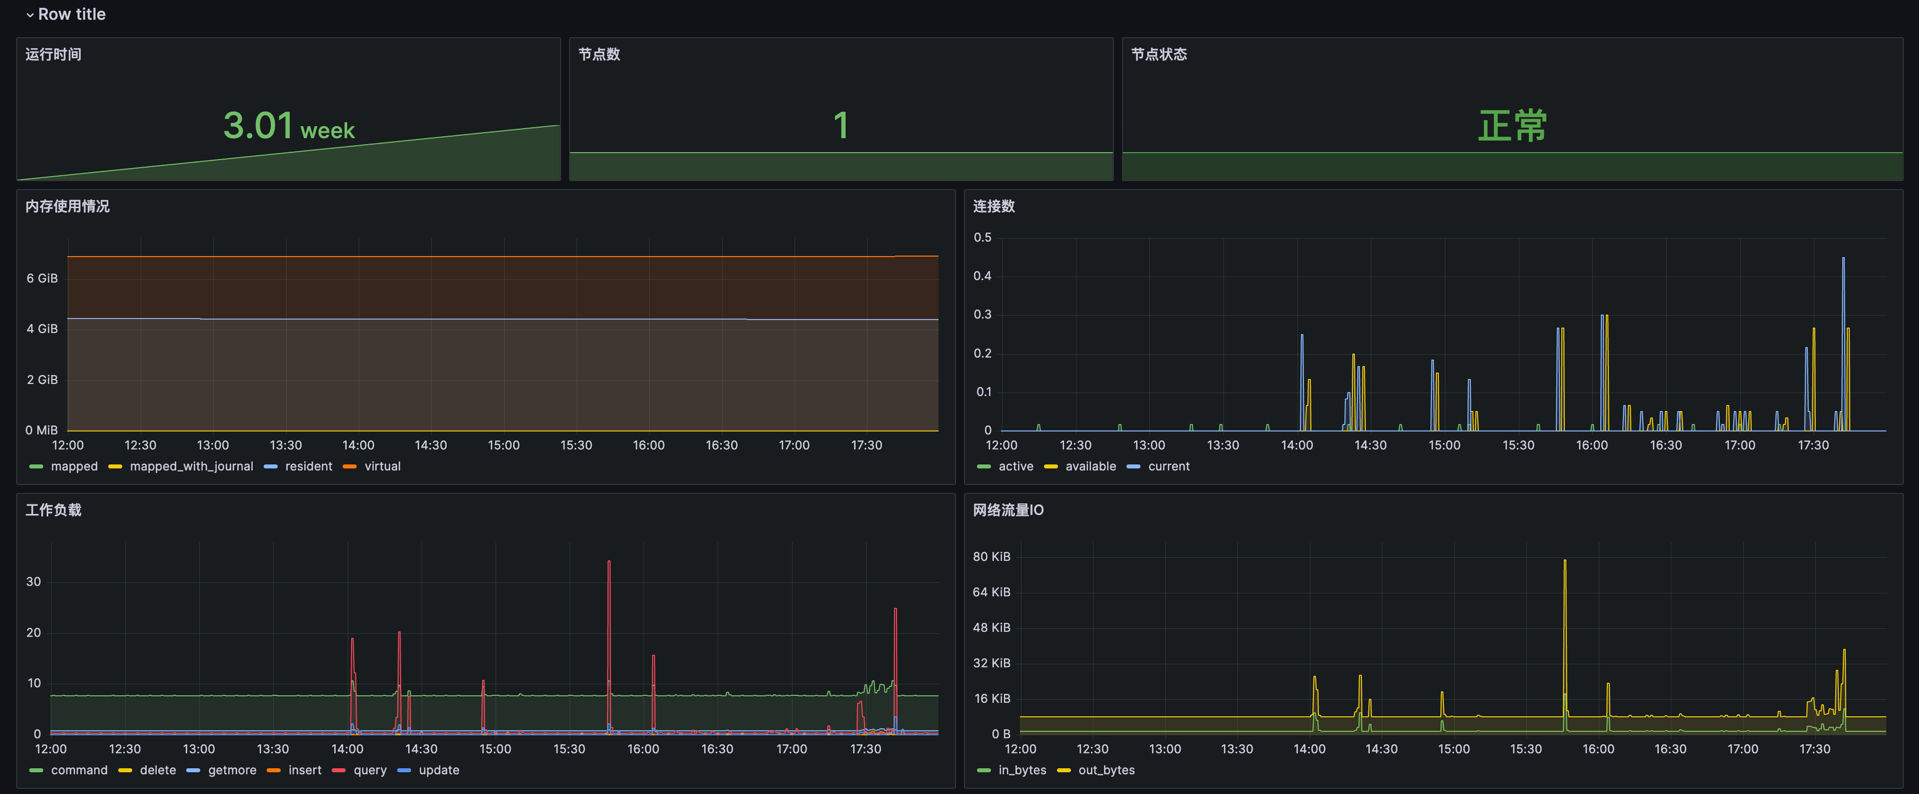 Row title
运行时间
3.01 week
节点数
1
节点状态
正常
内存使用情况
6 GiB
4 GiB
2 GiB
0 MiB
12:00 12:30 13:00 13:30 14:00 14:30 15:00 15:30 16:00 16:30 17:00 17:30
mapped mapped_with_journal resident virtual
连接数
0.5
0.4
0.3
0.2
0.1
0
12:00 12:30 13:00 13:30 14:00 14:30 15:00 15:30 16:00 16:30 17:00 17:30
active available current
工作负载
30
20
10
0
12:00 12:30 13:00 13:30 14:00 14:30 15:00 15:30 16:00 16:30 17:00 17:30
command delete getmore insert query update
网络流量IO
80 KiB
64 KiB
48 KiB
32 KiB
16 KiB
0 B
12:00 12:30 13:00 13:30 14:00 14:30 15:00 15:30 16:00 16:30 17:00 17:30
in_bytes out_bytes